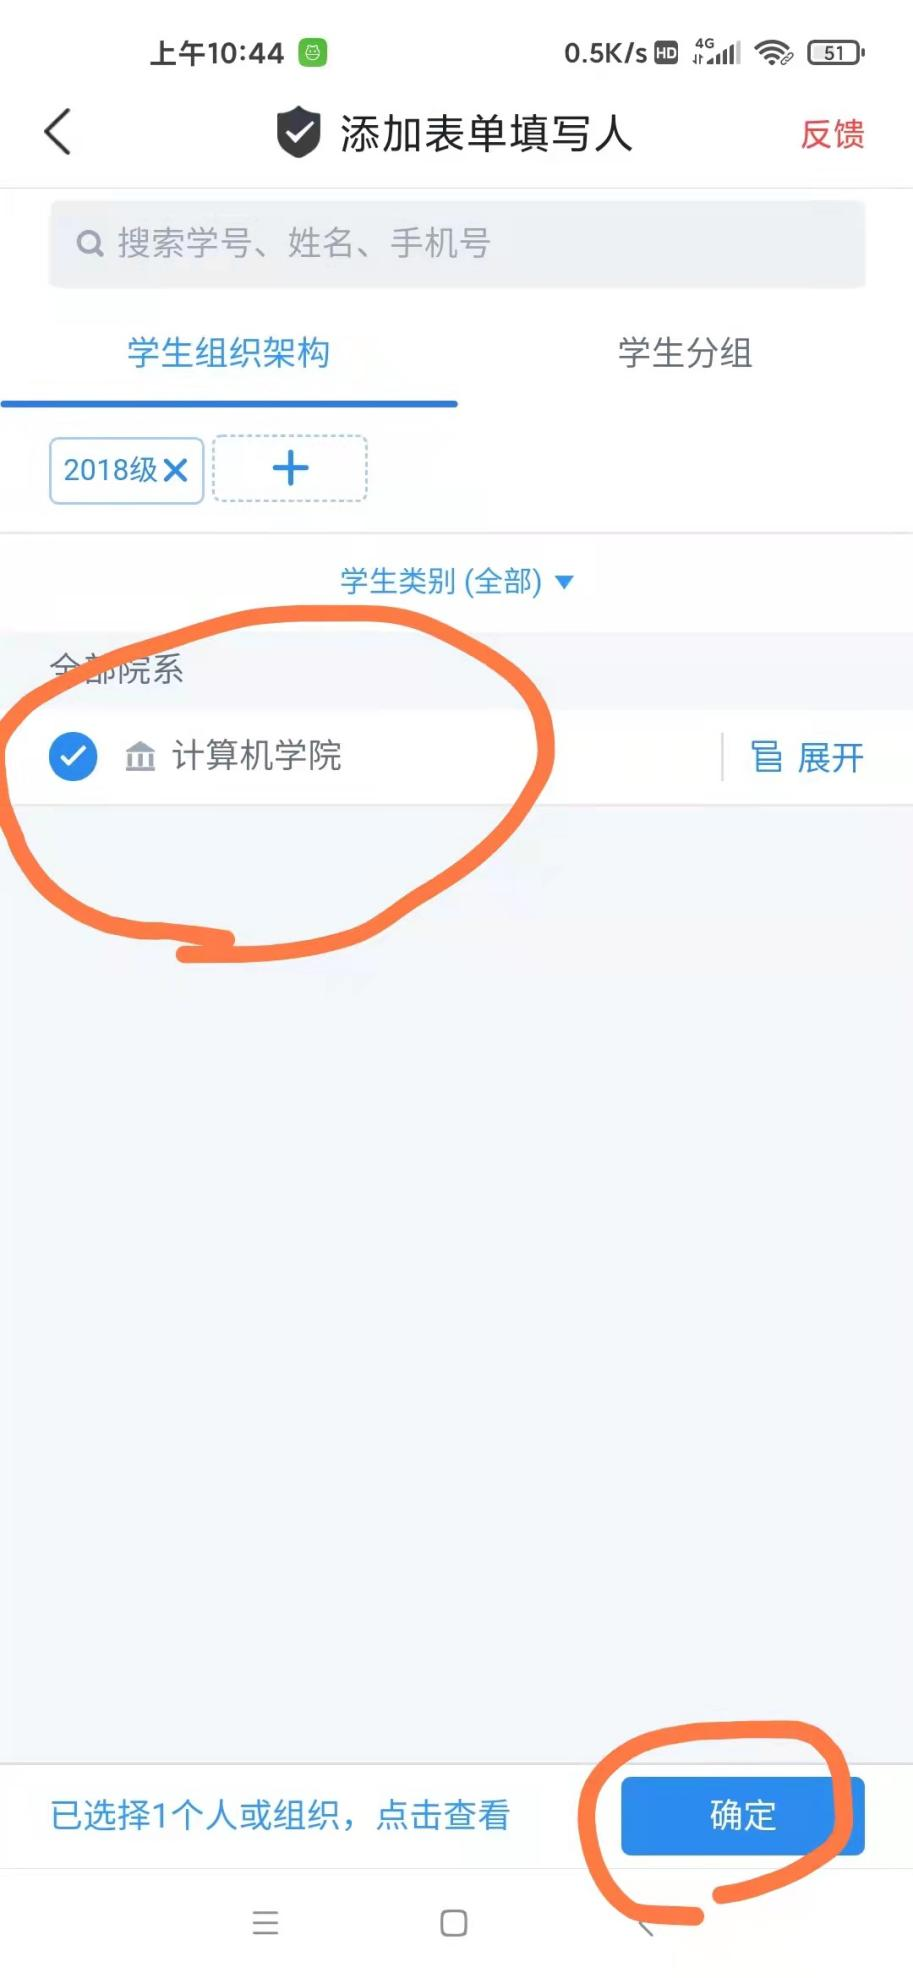 上午10:44 0.5K/s HD 4G 51
添加表单填写人 反馈
搜索学号、姓名、手机号
学生组织架构 学生分组
2018级
学生类别 (全部)
全部院系
计算机学院 展开
已选择1个人或组织，点击查看 确定